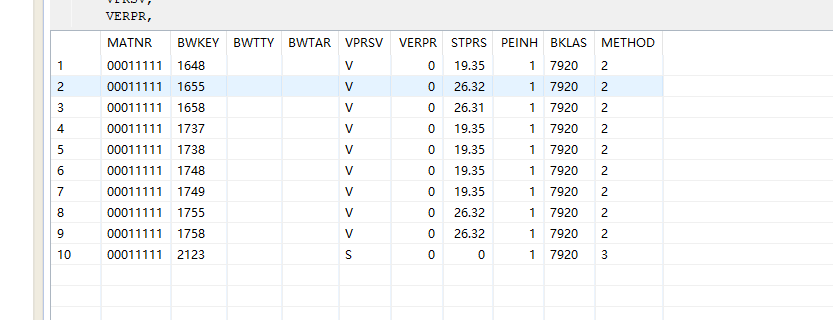 VERPR,
MATNR BWKEY BWTTY BWTAR VPRSV VERPR STPRS PEINH BKLAS METHOD
1 00011111 1648 V 0 19.35 1 7920 2
2 00011111 1655 V 0 26.32 1 7920 2
3 00011111 1658 V 0 26.31 1 7920 2
4 00011111 1737 V 0 19.35 1 7920 2
5 00011111 1738 V 0 19.35 1 7920 2
6 00011111 1748 V 0 19.35 1 7920 2
7 00011111 1749 V 0 19.35 1 7920 2
8 00011111 1755 V 0 26.32 1 7920 2
9 00011111 1758 V 0 26.32 1 7920 2
10 00011111 2123 S 0 0 1 7920 3